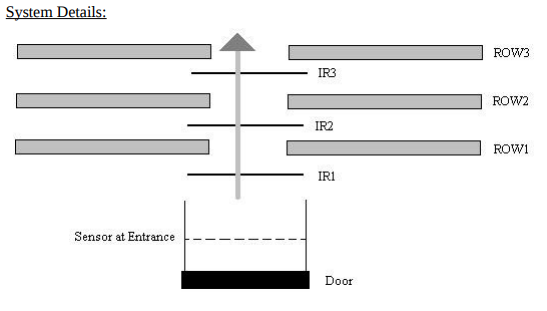 System Details:
ROW3
IR3
ROW2
IR2
ROW1
IR1
Sensor at Entrance
Door